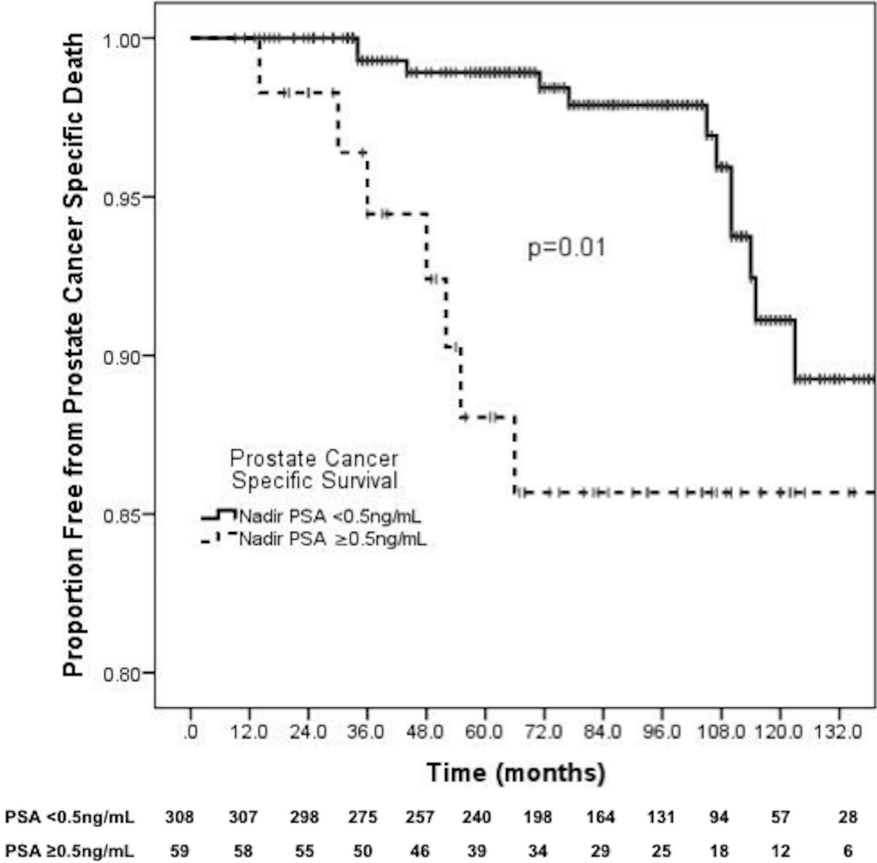 Proportion Free from Prostate Cancer Specific Death
1.00
0.95
0.90
0.85
0.80
p=0.01
Prostate Cancer
Specific Survival
Nadir PSA <0.5ng/mL
Nadir PSA ≥0.5ng/mL
.0 12.0 24.0 36.0 48.0 60.0 72.0 84.0 96.0 108.0 120.0 132.0
Time (months)
PSA <0.5ng/mL 308 307 298 275 257 240 198 164 131 94 57 28
PSA ≥0.5ng/mL 59 58 55 50 46 39 34 29 25 18 12 6